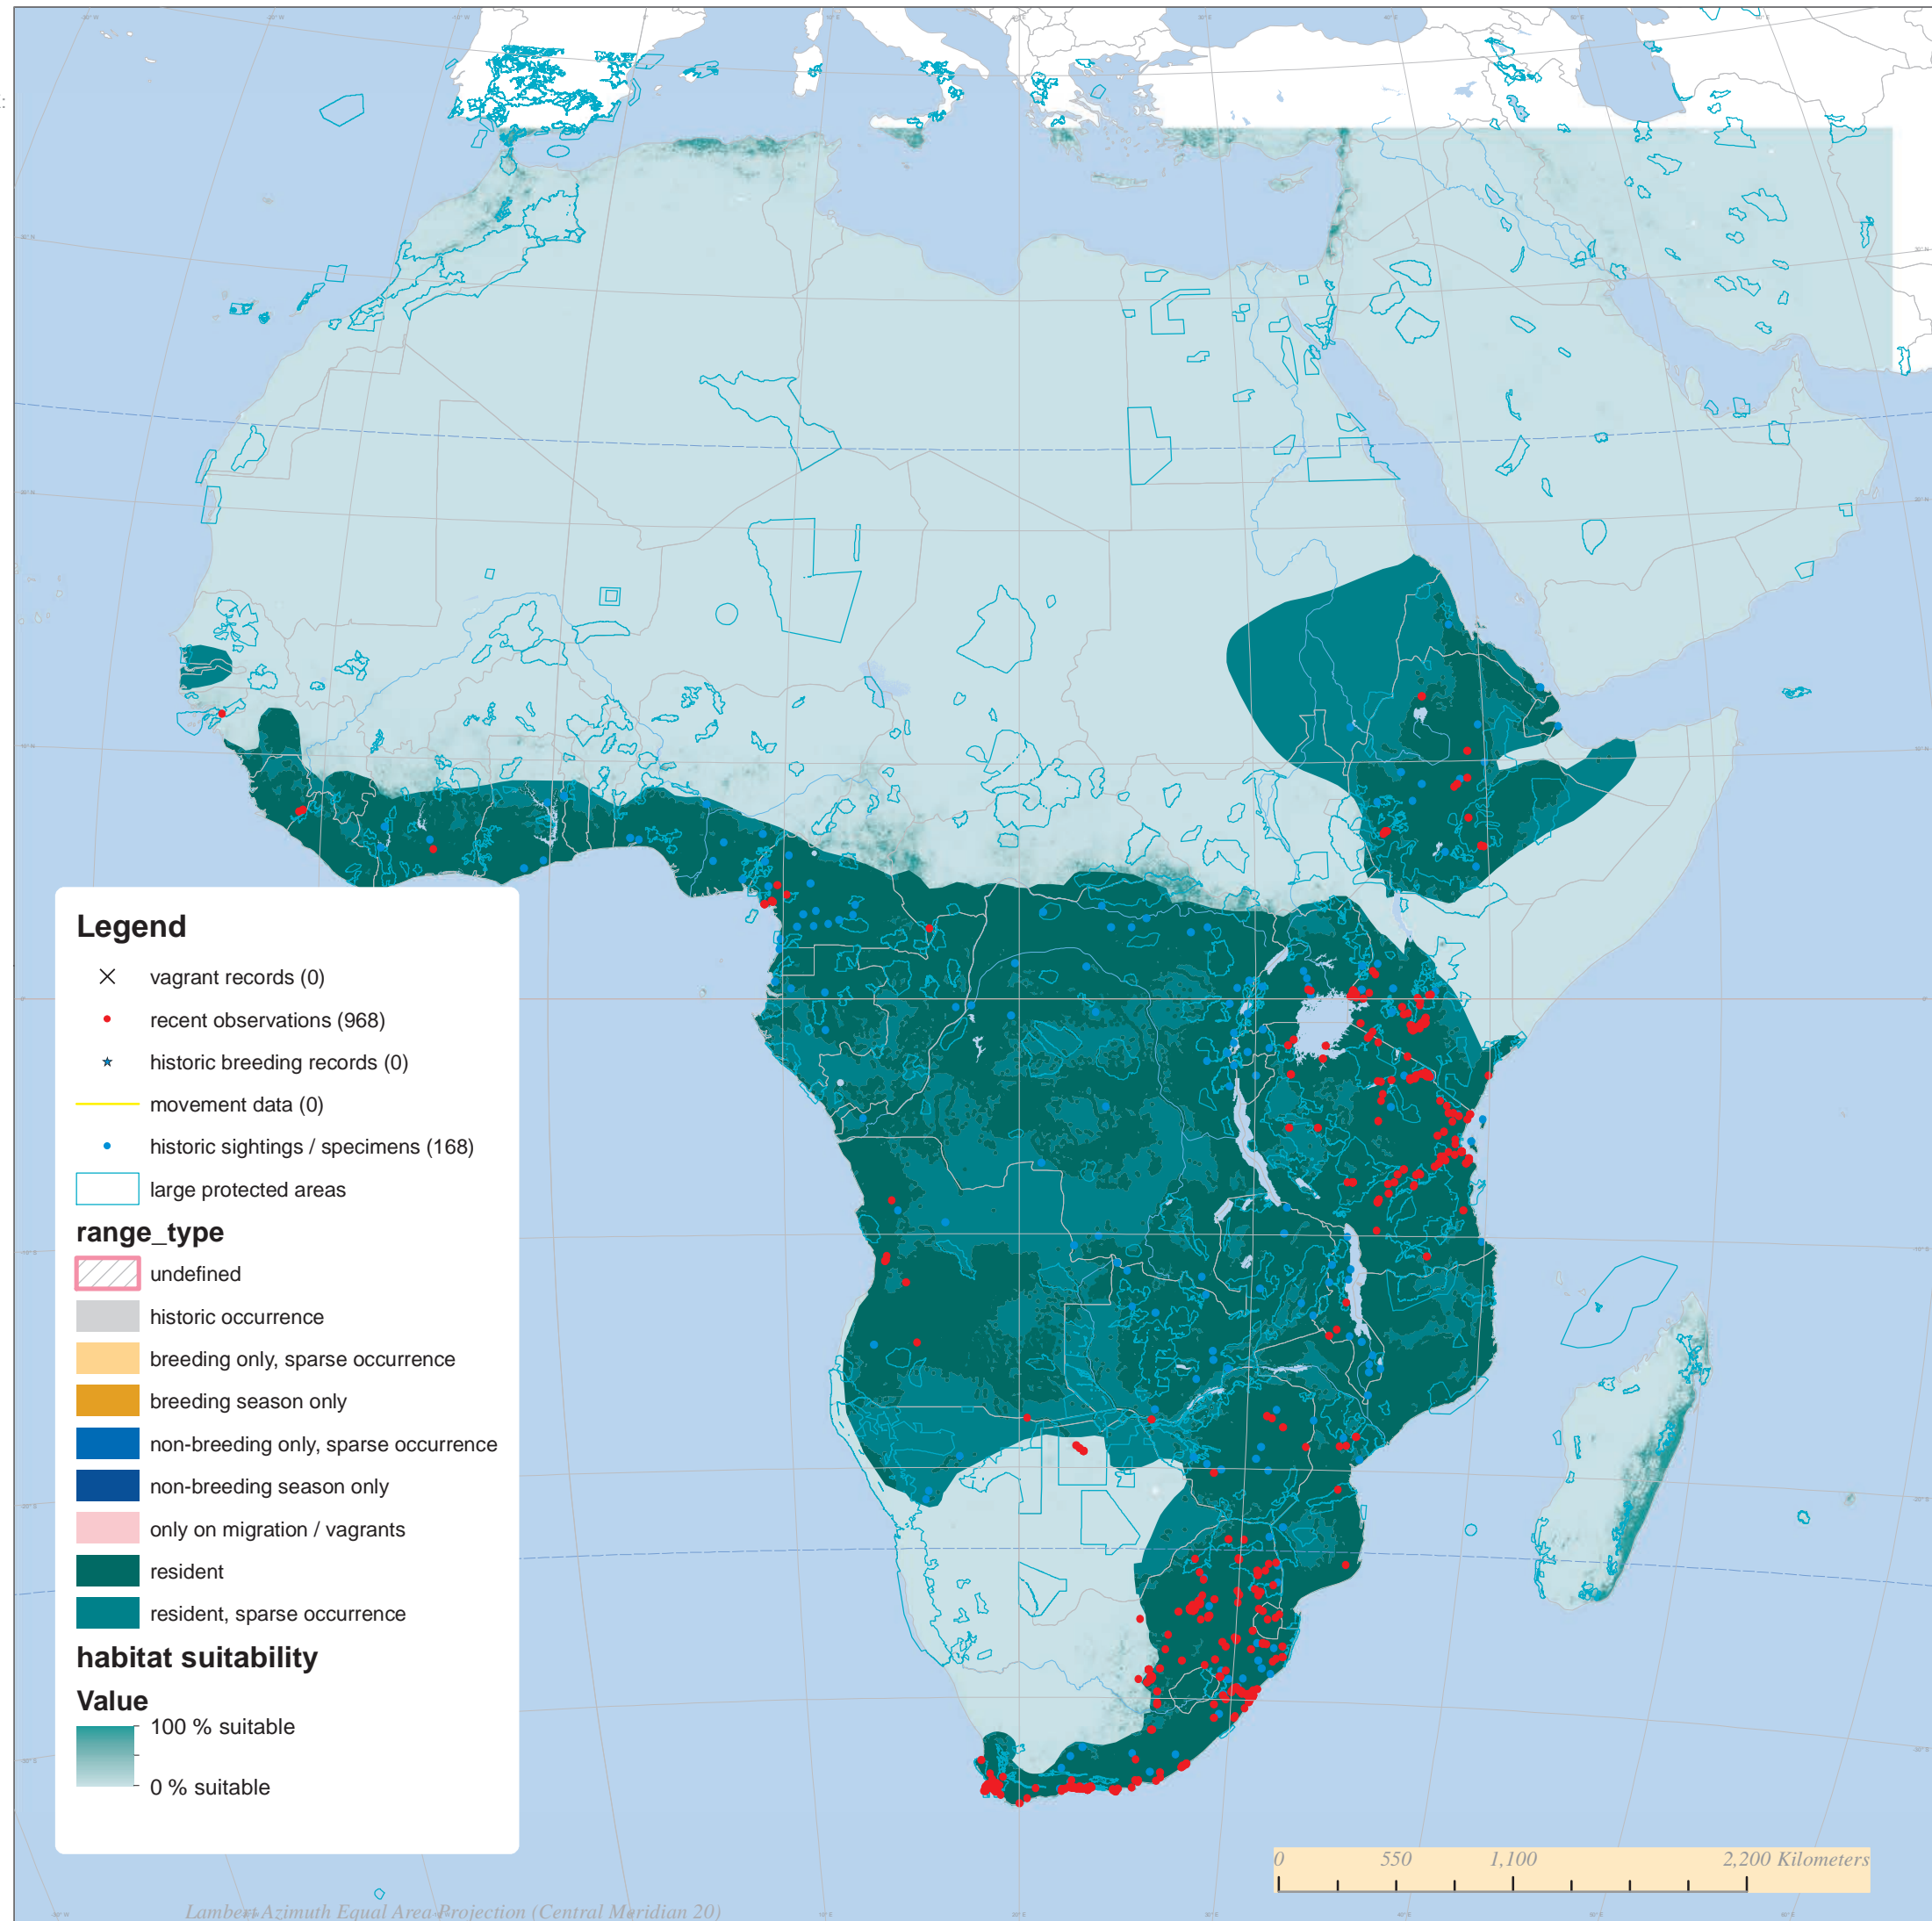 Legend
vagrant records (0)
recent observations (968)
historic breeding records (0)
movement data (0)
historic sightings / specimens (168)
large protected areas
range_type
undefined
historic occurrence
breeding only, sparse occurrence
breeding season only
non-breeding only, sparse occurrence
non-breeding season only
only on migration / vagrants
resident
resident, sparse occurrence
habitat suitability
Value
100 % suitable
0 % suitable
0 550 1,100 2,200 Kilometers
Lambert Azimuth Equal Area Projection (Central Meridian 20)